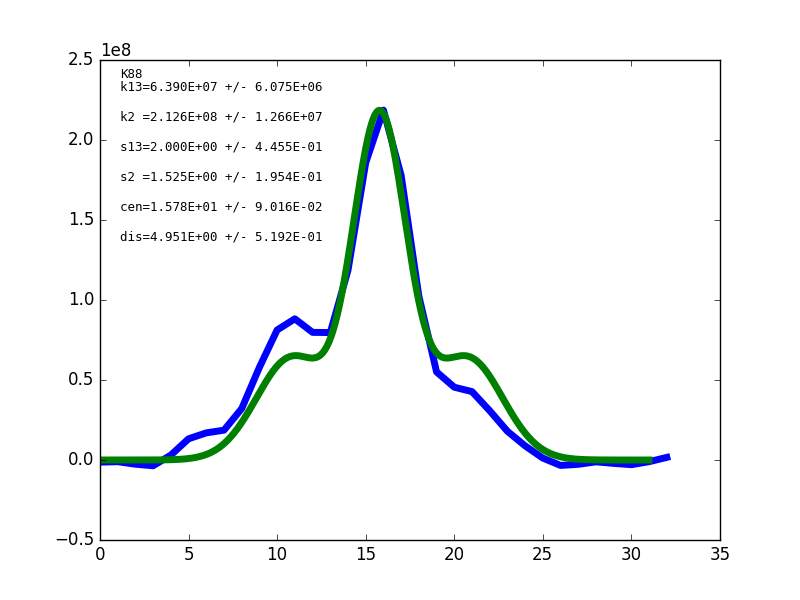 1e8
K88
k13=6.390E+07 +/- 6.075E+06
k2 =2.126E+08 +/- 1.266E+07
s13=2.000E+00 +/- 4.455E-01
s2 =1.525E+00 +/- 1.954E-01
cen=1.578E+01 +/- 9.016E-02
dis=4.951E+00 +/- 5.192E-01
2.5
2.0
1.5
1.0
0.5
0.0
−0.5
0 5 10 15 20 25 30 35